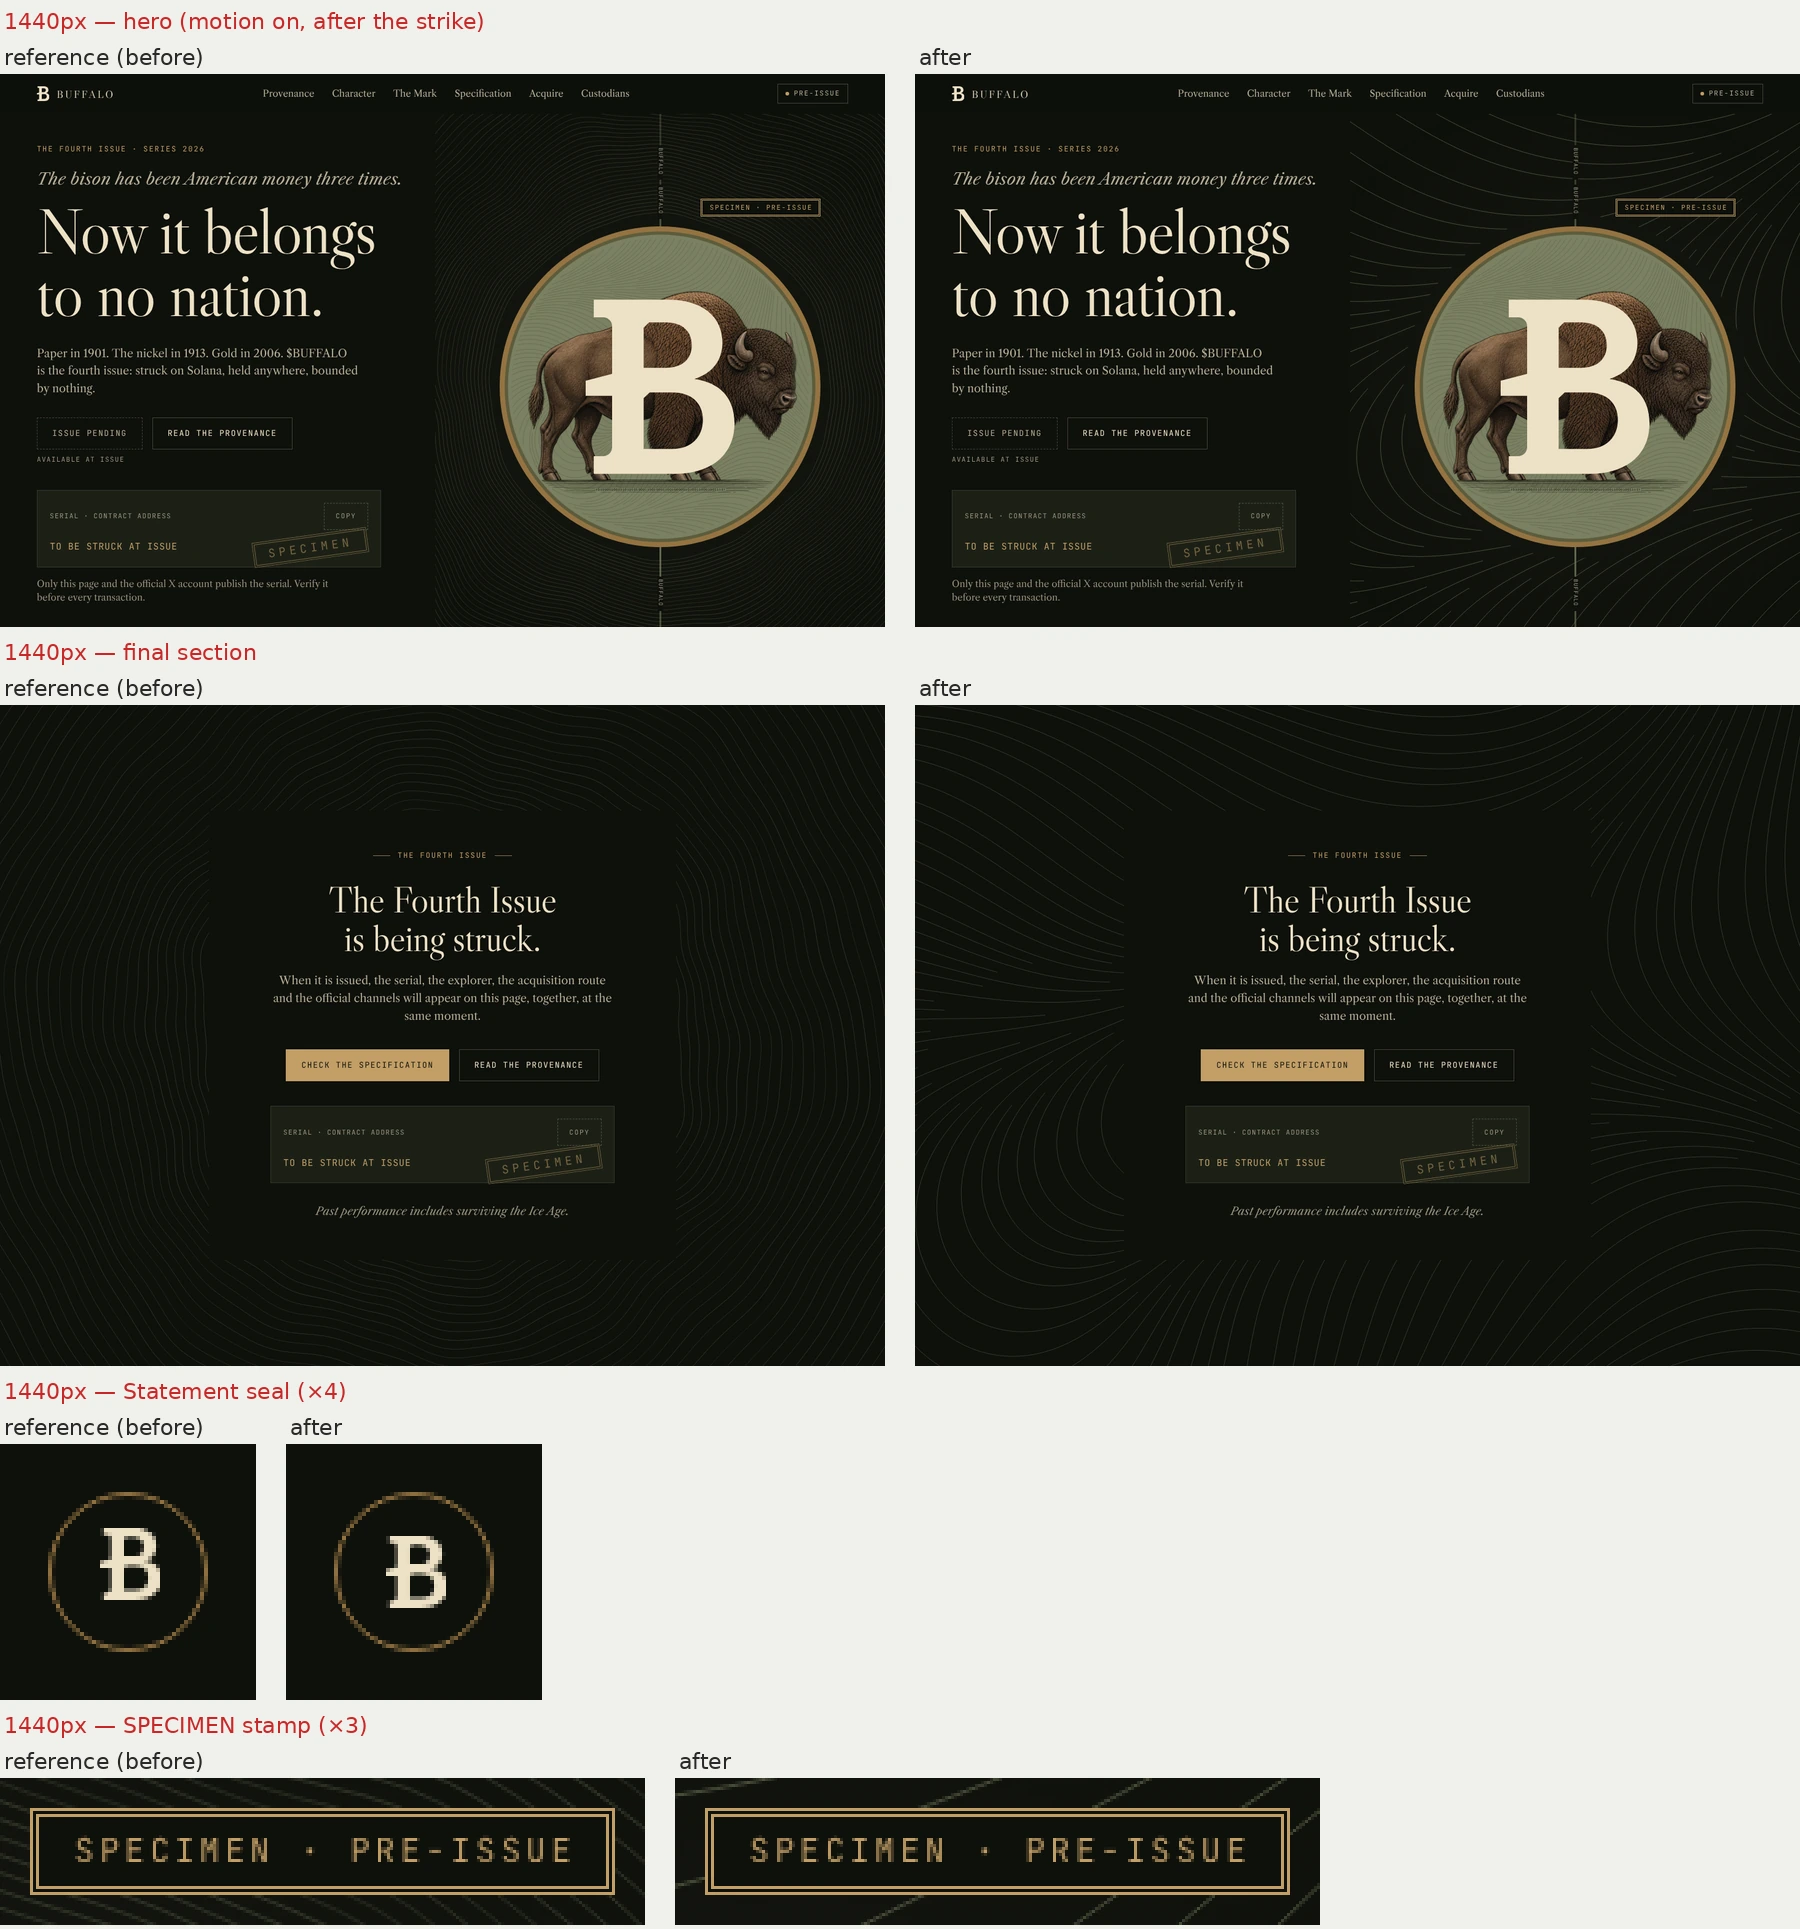 1440px — hero (motion on, after the strike)
reference (before)
after
BUFFALO
Provenance Character The Mark Specification Acquire Custodians
PRE-ISSUE
THE FOURTH ISSUE · SERIES 2026
The bison has been American money three times.
Now it belongs
to no nation.
Paper in 1901. The nickel in 1913. Gold in 2006. $BUFFALO
is the fourth issue: struck on Solana, held anywhere, bounded
by nothing.
ISSUE PENDING
READ THE PROVENANCE
AVAILABLE AT ISSUE
SERIAL · CONTRACT ADDRESS
COPY
TO BE STRUCK AT ISSUE
SPECIMEN
Only this page and the official X account publish the serial. Verify it
before every transaction.
BUFFALO — BUFFALO
SPECIMEN · PRE-ISSUE
B
BUFFALO
BUFFALO
Provenance Character The Mark Specification Acquire Custodians
PRE-ISSUE
THE FOURTH ISSUE · SERIES 2026
The bison has been American money three times.
Now it belongs
to no nation.
Paper in 1901. The nickel in 1913. Gold in 2006. $BUFFALO
is the fourth issue: struck on Solana, held anywhere, bounded
by nothing.
ISSUE PENDING
READ THE PROVENANCE
AVAILABLE AT ISSUE
SERIAL · CONTRACT ADDRESS
COPY
TO BE STRUCK AT ISSUE
SPECIMEN
Only this page and the official X account publish the serial. Verify it
before every transaction.
BUFFALO — BUFFALO
SPECIMEN · PRE-ISSUE
B
BUFFALO
1440px — final section
reference (before)
after
THE FOURTH ISSUE
The Fourth Issue
is being struck.
When it is issued, the serial, the explorer, the acquisition route
and the official channels will appear on this page, together, at the
same moment.
CHECK THE SPECIFICATION
READ THE PROVENANCE
SERIAL · CONTRACT ADDRESS
COPY
TO BE STRUCK AT ISSUE
SPECIMEN
Past performance includes surviving the Ice Age.
THE FOURTH ISSUE
The Fourth Issue
is being struck.
When it is issued, the serial, the explorer, the acquisition route
and the official channels will appear on this page, together, at the
same moment.
CHECK THE SPECIFICATION
READ THE PROVENANCE
SERIAL · CONTRACT ADDRESS
COPY
TO BE STRUCK AT ISSUE
SPECIMEN
Past performance includes surviving the Ice Age.
1440px — Statement seal (×4)
reference (before)
after
B
B
1440px — SPECIMEN stamp (×3)
reference (before)
after
SPECIMEN · PRE-ISSUE
SPECIMEN · PRE-ISSUE